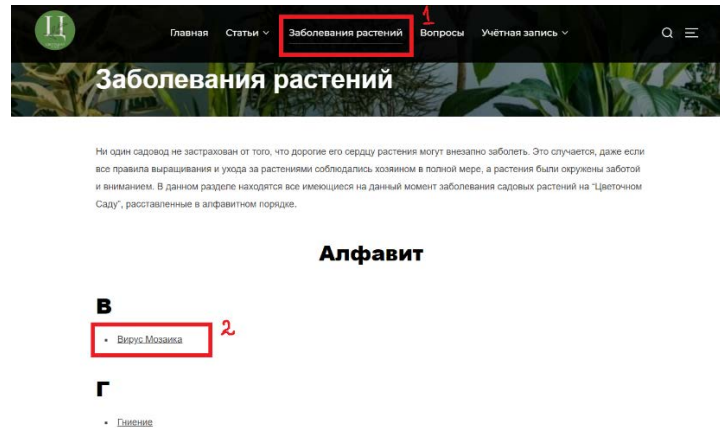 1
Ц
Главная Статьи Заболевания растений Вопросы Учётная запись
Заболевания растений
Ни один садовод не застрахован от того, что дорогие его сердцу растения могут внезапно заболеть. Это случается, даже если
все правила выращивания и ухода за растениями соблюдались хозяином в полной мере, а растения были окружены заботой
и вниманием. В данном разделе находятся все имеющиеся на данный момент заболевания садовых растений на “Цветочном
Саду”, расставленные в алфавитном порядке.
Алфавит
В
2
Вирус Мозаика
Г
Гниение